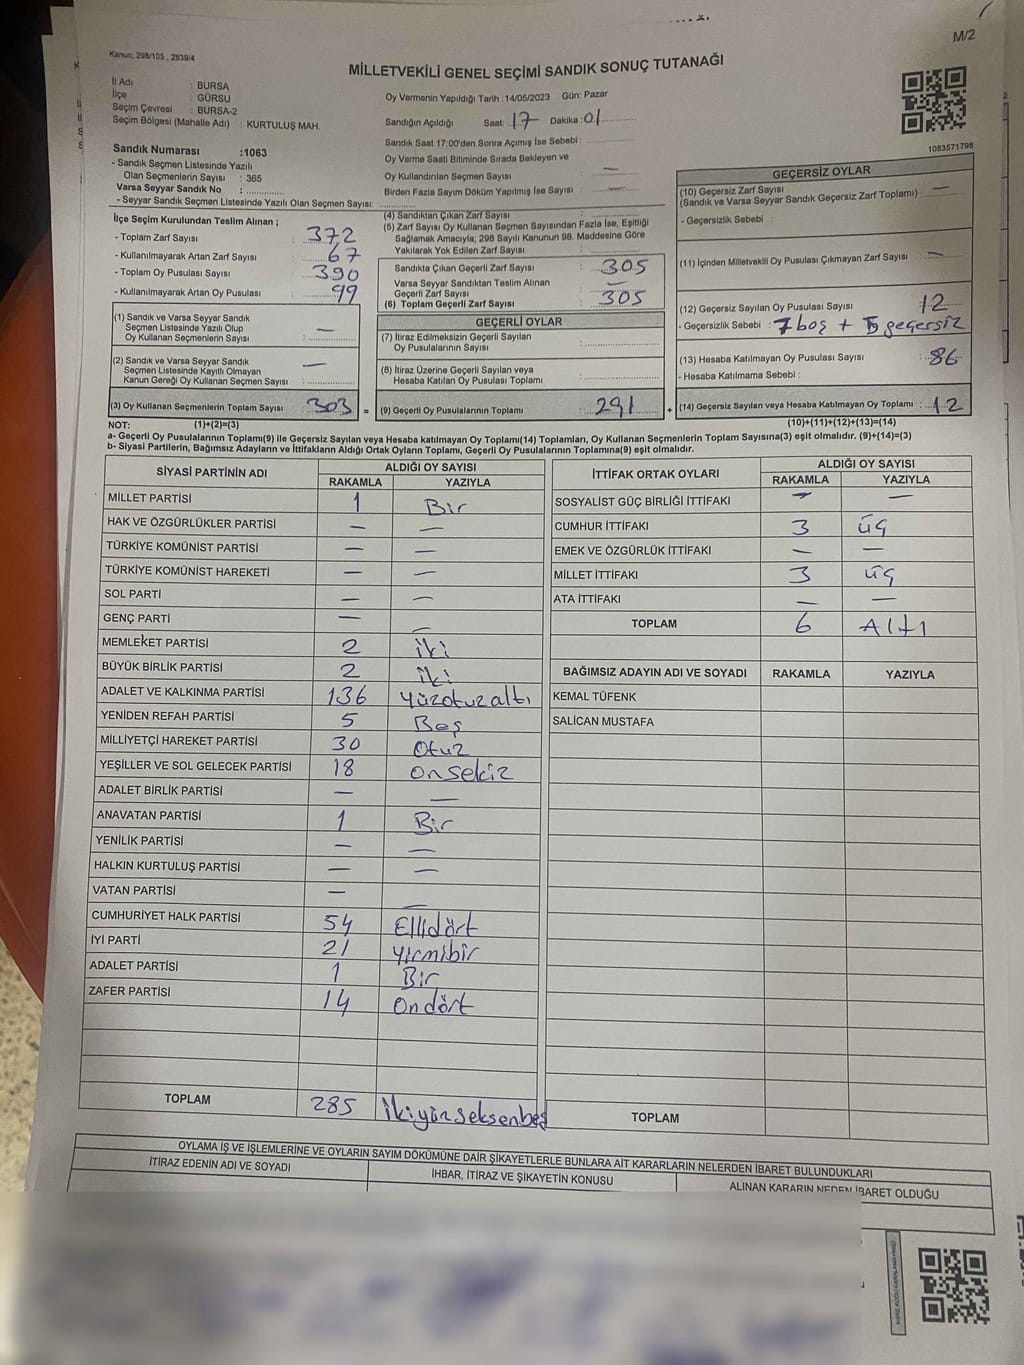 M/2
Kanun; 298/105 , 2839/4
MİLLETVEKİLİ GENEL SEÇİMİ SANDIK SONUÇ TUTANAĞI
İl Adı : BURSA
İlçe : GÜRSU
Seçim Çevresi : BURSA-2
Seçim Bölgesi (Mahalle Adı) : KURTULUŞ MAH.
Sandık Numarası :1063
- Sandık Seçmen Listesinde Yazılı
Olan Seçmenlerin Sayısı : 365
Varsa Seyyar Sandık No :
- Seyyar Sandık Seçmen Listesinde Yazılı Olan Seçmen Sayısı:
Oy Vermenin Yapıldığı Tarih :14/05/2023 Gün: Pazar
Sandığın Açıldığı Saat: 17 Dakika 01
Sandık Saat 17:00'den Sonra Açımış İse Sebebi :
Oy Verme Saati Bitiminde Sırada Bekleyen ve
Oy Kullandırılan Seçmen Sayısı : —
Birden Fazla Sayım Döküm Yapılmış İse Sayısı : —
1083571798
İlçe Seçim Kurulundan Teslim Alınan ;
- Toplam Zarf Sayısı : 372
- Kullanılmayarak Artan Zarf Sayısı : 67
- Toplam Oy Pusulası Sayısı : 390
- Kullanılmayarak Artan Oy Pusulası : 99
(1) Sandık ve Varsa Seyyar Sandık
Seçmen Listesinde Yazılı Olup
Oy Kullanan Seçmen Sayısı : —
(2) Sandık ve Varsa Seyyar Sandık
Seçmen Listesinde Kayıtlı Olmayan
Kanun Gereği Oy Kullanan Seçmen Sayısı : —
(3) Oy Kullanan Seçmenlerin Toplam Sayısı : 303 =
(4) Sandıktan Çıkan Zarf Sayısı :
(5) Zarf Sayısı Oy Kullanan Seçmen Sayısından Fazla İse, Eşitliği
Sağlamak Amacıyla; 298 Sayılı Kanunun 98. Maddesine Göre
Yakılarak Yok Edilen Zarf Sayısı :
Sandıkta Çıkan Geçerli Zarf Sayısı : 305
Varsa Seyyar Sandıktan Teslim Alınan
Geçerli Zarf Sayısı : —
(6) Toplam Geçerli Zarf Sayısı : 305
GEÇERLİ OYLAR
(7) İtiraz Edilmeksizin Geçerli Sayılan
Oy Pusulalarının Sayısı :
(8) İtiraz Üzerine Geçerli Sayılan veya
Hesaba Katılan Oy Pusulası Toplamı :
(9) Geçerli Oy Pusulalarının Toplamı : 291 +
GEÇERSİZ OYLAR
(10) Geçersiz Zarf Sayısı : —
(Sandık ve Varsa Seyyar Sandık Geçersiz Zarf Toplamı)
- Geçersizlik Sebebi :
(11) İçinden Milletvekili Oy Pusulası Çıkmayan Zarf Sayısı : —
(12) Geçersiz Sayılan Oy Pusulası Sayısı : 12
- Geçersizlik Sebebi : 7 boş + 5 geçersiz
(13) Hesaba Katılmayan Oy Pusulası Sayısı : 86
- Hesaba Katılmama Sebebi :
(14) Geçersiz Sayılan veya Hesaba Katılmayan Oy Toplamı : 12
NOT: (1)+(2)=(3) (10)+(11)+(12)+(13)=(14)
a- Geçerli Oy Pusulalarının Toplamı(9) ile Geçersiz Sayılan veya Hesaba katılmayan Oy Toplamı(14) Toplamları, Oy Kullanan Seçmenlerin Toplam Sayısına(3) eşit olmalıdır. (9)+(14)=(3)
b- Siyasi Partilerin, Bağımsız Adayların ve İttifakların Aldığı Ortak Oyların Toplamı, Geçerli Oy Pusulalarının Toplamına(9) eşit olmalıdır.
SİYASİ PARTİNİN ADI ALDIĞI OY SAYISI
RAKAMLA YAZIYLA
MİLLET PARTİSİ 1 Bir
HAK VE ÖZGÜRLÜKLER PARTİSİ — —
TÜRKİYE KOMÜNİST PARTİSİ — —
TÜRKİYE KOMÜNİST HAREKETİ — —
SOL PARTİ — —
GENÇ PARTİ — —
MEMLEKET PARTİSİ 2 iki
BÜYÜK BİRLİK PARTİSİ 2 iki
ADALET VE KALKINMA PARTİSİ 136 Yüzotuzaltı
YENİDEN REFAH PARTİSİ 5 Beş
MİLLİYETÇİ HAREKET PARTİSİ 30 Otuz
YEŞİLLER VE SOL GELECEK PARTİSİ 18 onsekiz
ADALET BİRLİK PARTİSİ — —
ANAVATAN PARTİSİ 1 Bir
YENİLİK PARTİSİ — —
HALKIN KURTULUŞ PARTİSİ — —
VATAN PARTİSİ — —
CUMHURİYET HALK PARTİSİ 54 Ellidört
İYİ PARTİ 21 yirmibir
ADALET PARTİSİ 1 Bir
ZAFER PARTİSİ 14 Ondört
TOPLAM 285 ikiyüzseksenbeş
İTTİFAK ORTAK OYLARI ALDIĞI OY SAYISI
RAKAMLA YAZIYLA
SOSYALİST GÜÇ BİRLİĞİ İTTİFAKI — —
CUMHUR İTTİFAKI 3 üç
EMEK VE ÖZGÜRLÜK İTTİFAKI — —
MİLLET İTTİFAKI 3 üç
ATA İTTİFAKI — —
TOPLAM 6 Altı
BAĞIMSIZ ADAYIN ADI VE SOYADI RAKAMLA YAZIYLA
KEMAL TÜFENK
SALİCAN MUSTAFA
TOPLAM
OYLAMA İŞ VE İŞLEMLERİNE VE OYLARIN SAYIM DÖKÜMÜNE DAİR ŞİKAYETLERLE BUNLARA AİT KARARLARIN NELERDEN İBARET BULUNDUKLARI
İTİRAZ EDENİN ADI VE SOYADI İHBAR, İTİRAZ VE ŞİKAYETİN KONUSU ALINAN KARARIN NEDEN İBARET OLDUĞU